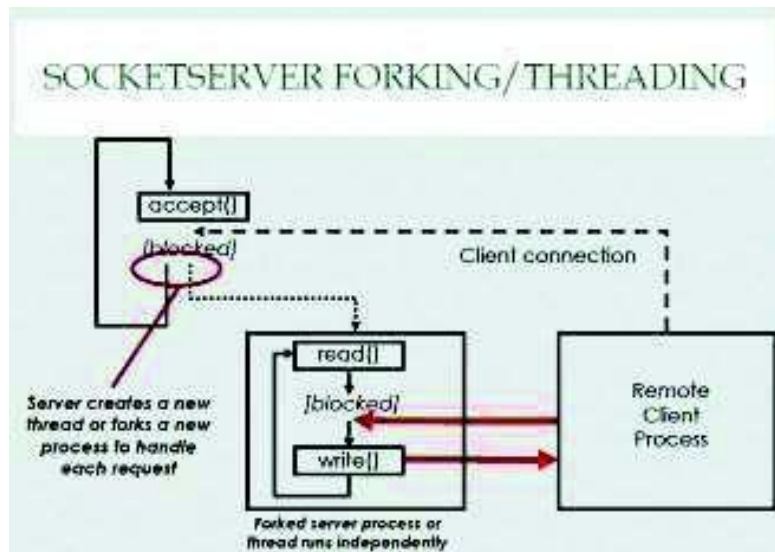 SOCKETSERVER FORKING/THREADING
accept()
[blocked]
Client connection
Server creates a new
thread or forks a new
process to handle
each request
read()
[blocked]
write()
Remote
Client
Process
Forked server process or
thread runs independently